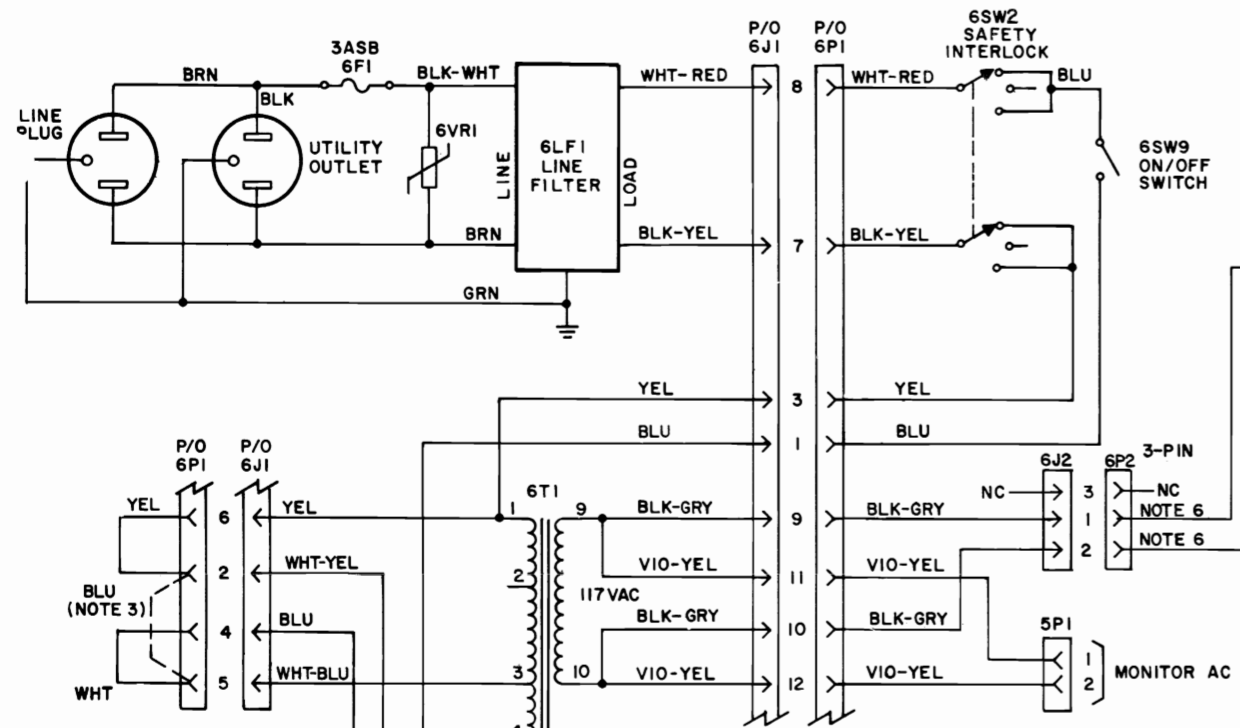 P/O
6J1
P/O
6P1
6SW2
SAFETY
INTERLOCK
3ASB
6F1
BRN
BLK-WHT
WHT-RED
8
WHT-RED
BLU
BLK
LINE
PLUG
UTILITY
OUTLET
6VR1
LINE
6LF1
LINE
FILTER
LOAD
6SW9
ON/OFF
SWITCH
BRN
BLK-YEL
7
BLK-YEL
GRN
YEL
3
YEL
BLU
1
BLU
P/O
6P1
P/O
6J1
6J2
6P2
3-PIN
NC
3
NC
YEL
6
YEL
1
6T1
9
BLK-GRY
9
BLK-GRY
1
NOTE 6
2
NOTE 6
2
WHT-YEL
2
VIO-YEL
11
VIO-YEL
BLU
(NOTE 3)
117VAC
4
BLU
BLK-GRY
10
BLK-GRY
5P1
1
2
MONITOR AC
WHT
5
WHT-BLU
3
10
VIO-YEL
12
VIO-YEL